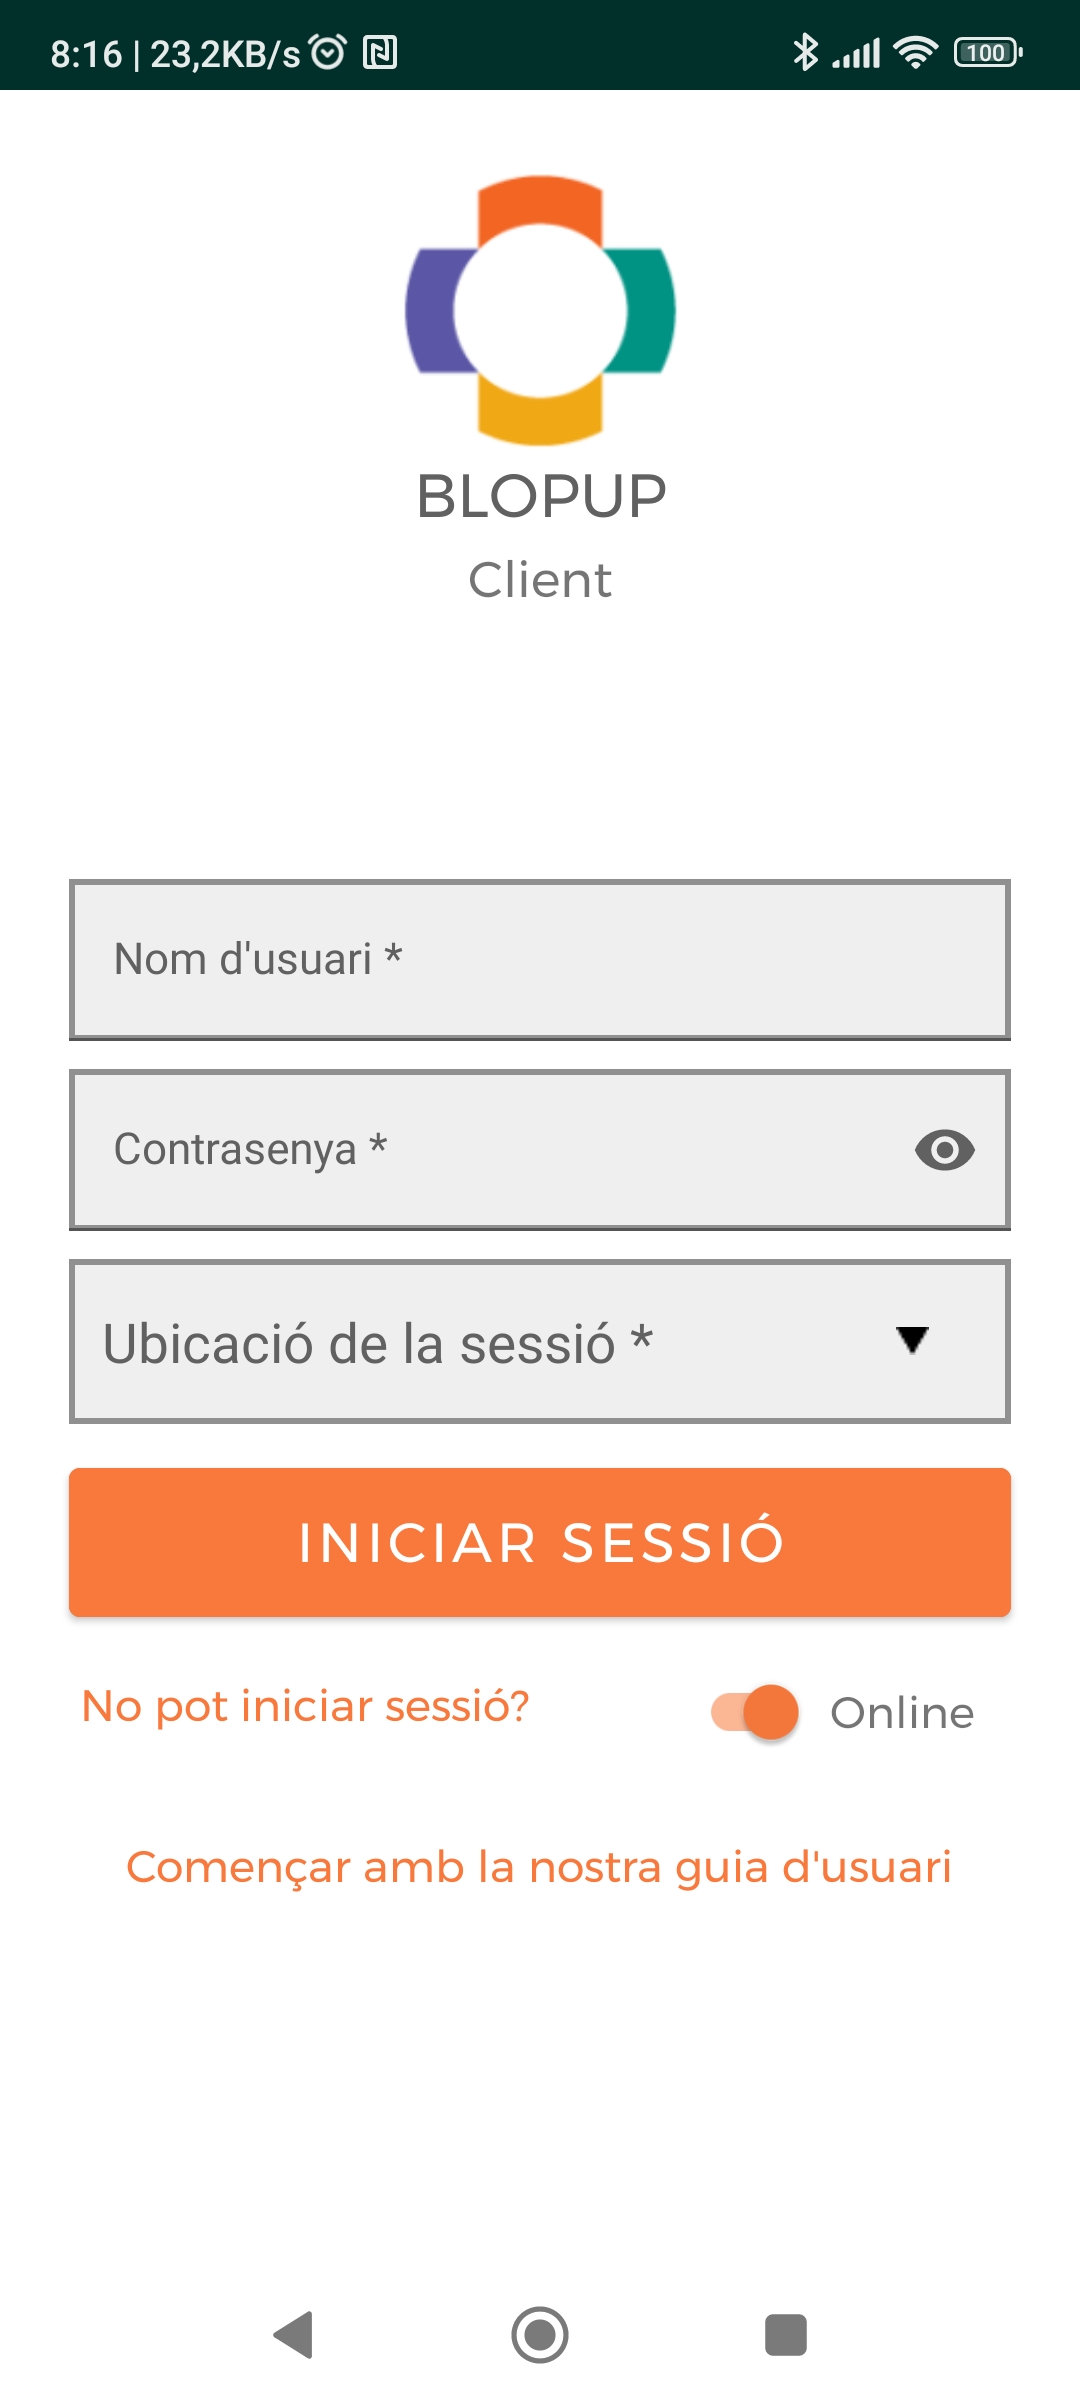 8:16 | 23,2KB/s
100
BLOPUP
Client
Nom d'usuari *
Contrasenya *
Ubicació de la sessió *
INICIAR SESSIÓ
No pot iniciar sessió?
Online
Començar amb la nostra guia d'usuari